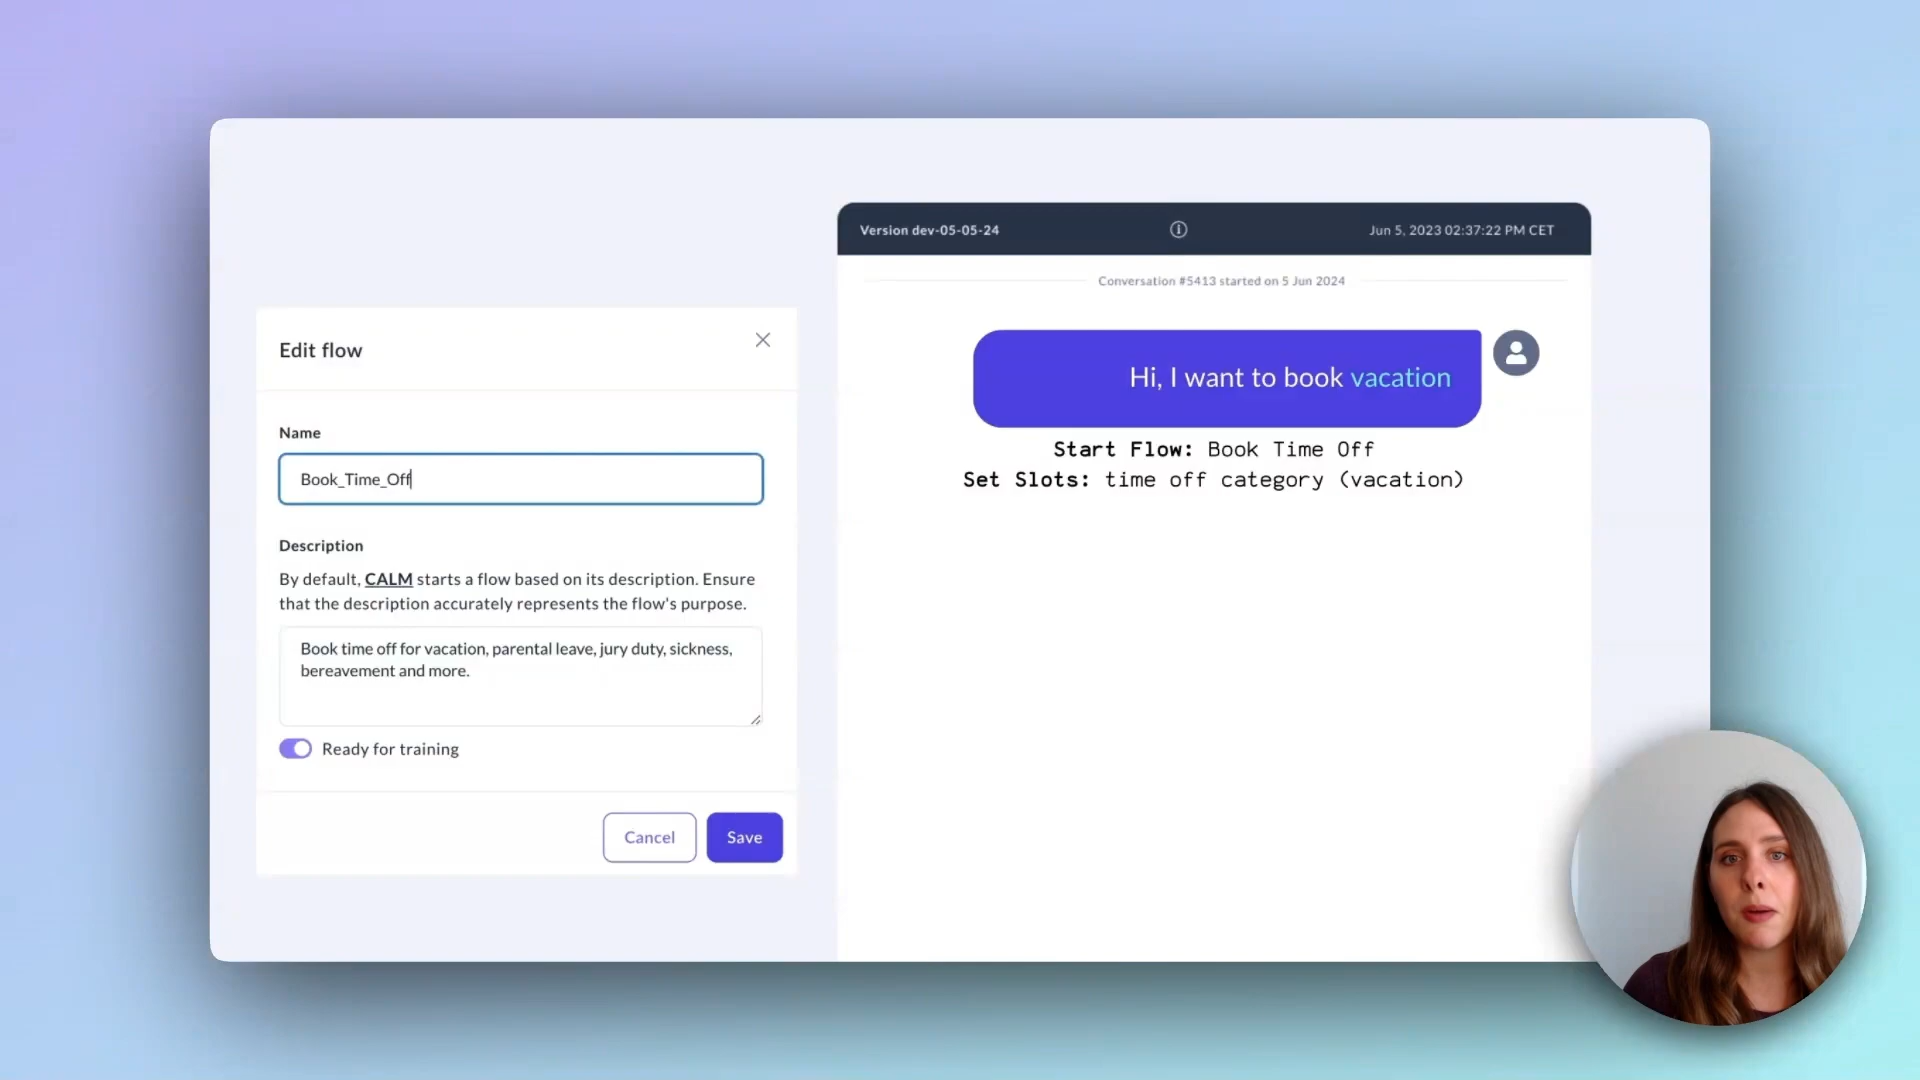 Edit flow
Name
Book_Time_Off
Description
By default, CALM starts a flow based on its description. Ensure
that the description accurately represents the flow's purpose.
Book time off for vacation, parental leave, jury duty, sickness,
bereavement and more.
Ready for training
Cancel
Save
Version dev-05-05-24
Jun 5, 2023 02:37:22 PM CET
Conversation #5413 started on 5 Jun 2024
Hi, I want to book vacation
Start Flow: Book Time Off
Set Slots: time off category (vacation)